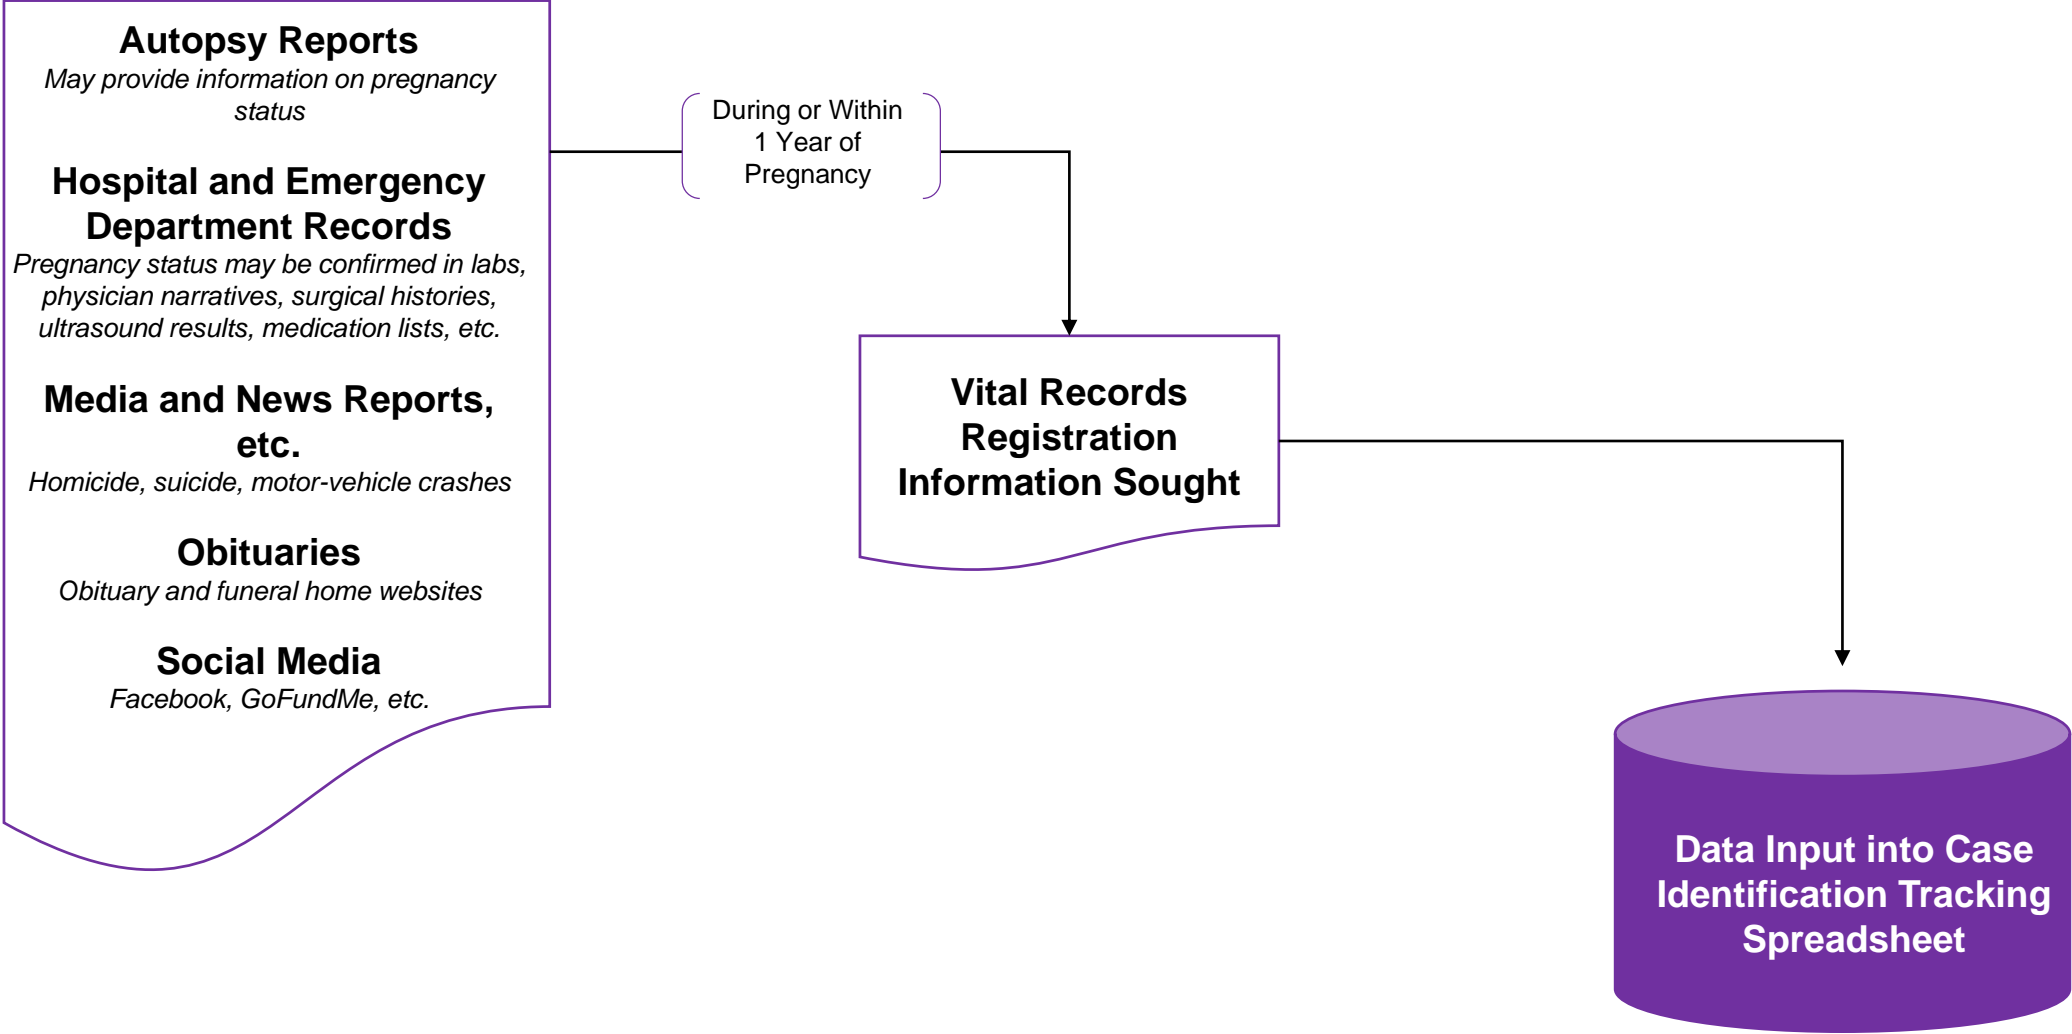 Autopsy Reports
May provide information on pregnancy
status
Hospital and Emergency
Department Records
Pregnancy status may be confirmed in labs,
physician narratives, surgical histories,
ultrasound results, medication lists, etc.
Media and News Reports,
etc.
Homicide, suicide, motor-vehicle crashes
Obituaries
Obituary and funeral home websites
Social Media
Facebook, GoFundMe, etc.
During or Within
1 Year of
Pregnancy
Vital Records
Registration
Information Sought
Data Input into Case
Identification Tracking
Spreadsheet